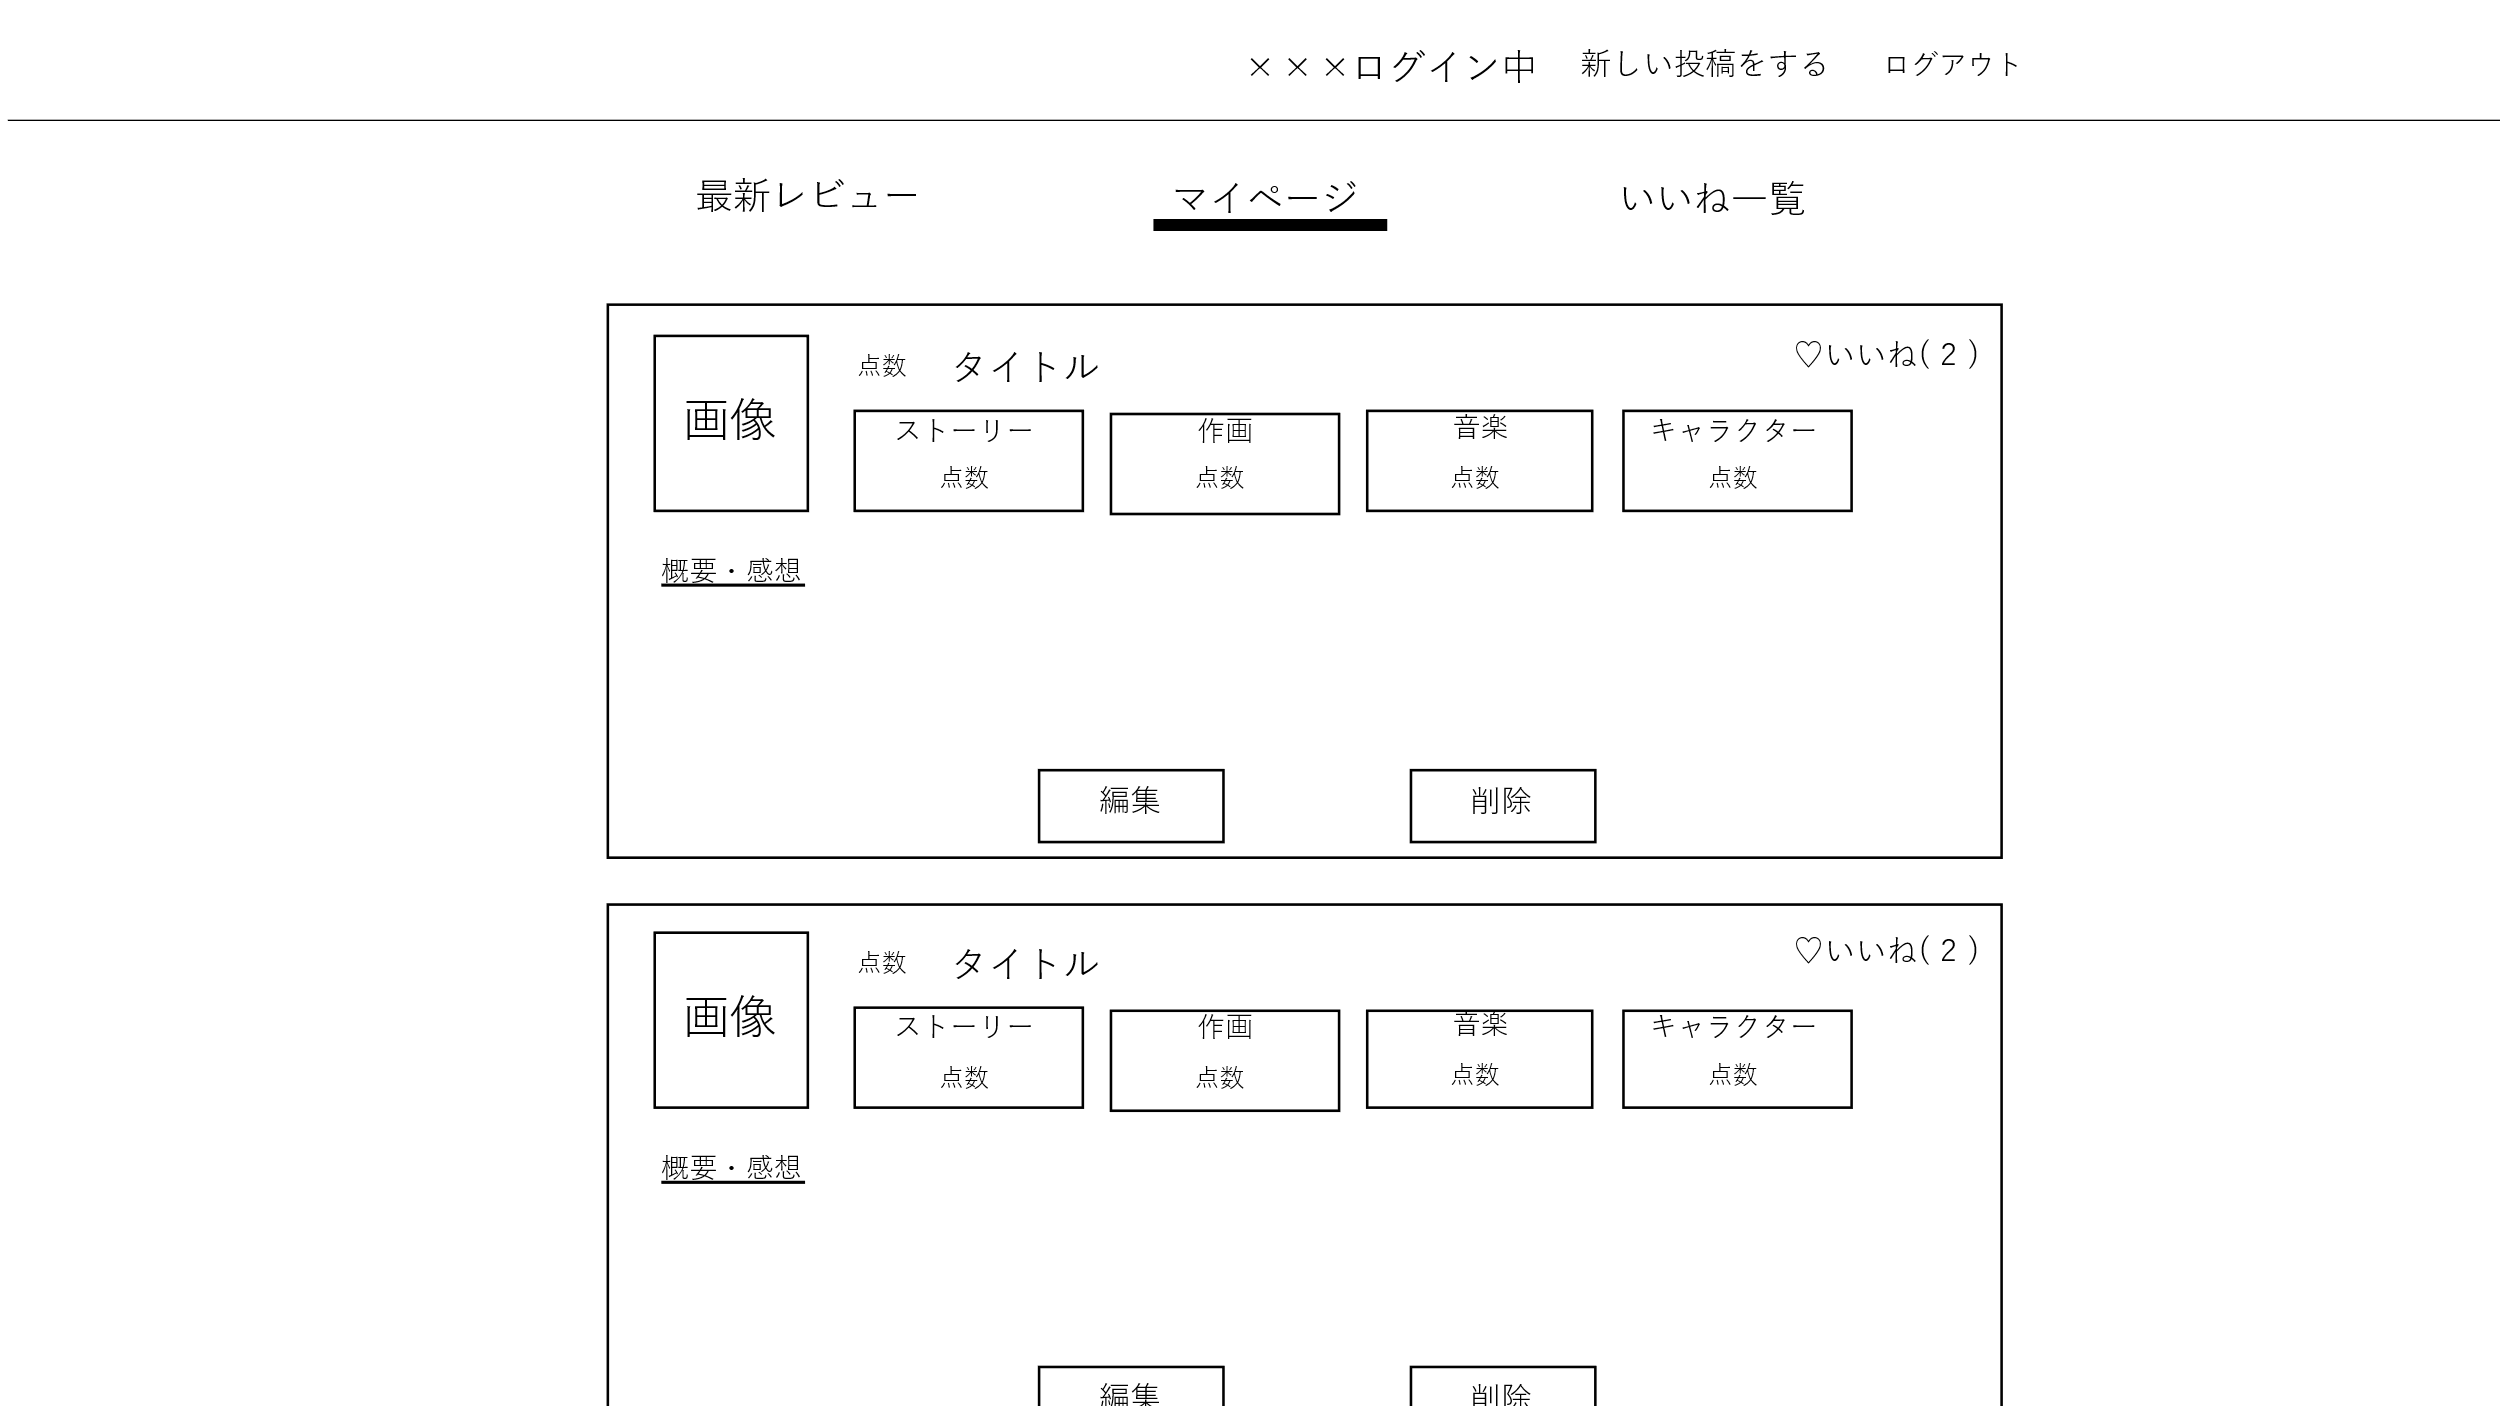 ×××ログイン中 新しい投稿をする ログアウト
最新レビュー マイページ いいね一覧
画像
点数 タイトル ♡いいね(２)
ストーリー 作画 音楽 キャラクター
点数 点数 点数 点数
概要・感想
編集 削除
画像
点数 タイトル ♡いいね(２)
ストーリー 作画 音楽 キャラクター
点数 点数 点数 点数
概要・感想
編集 削除